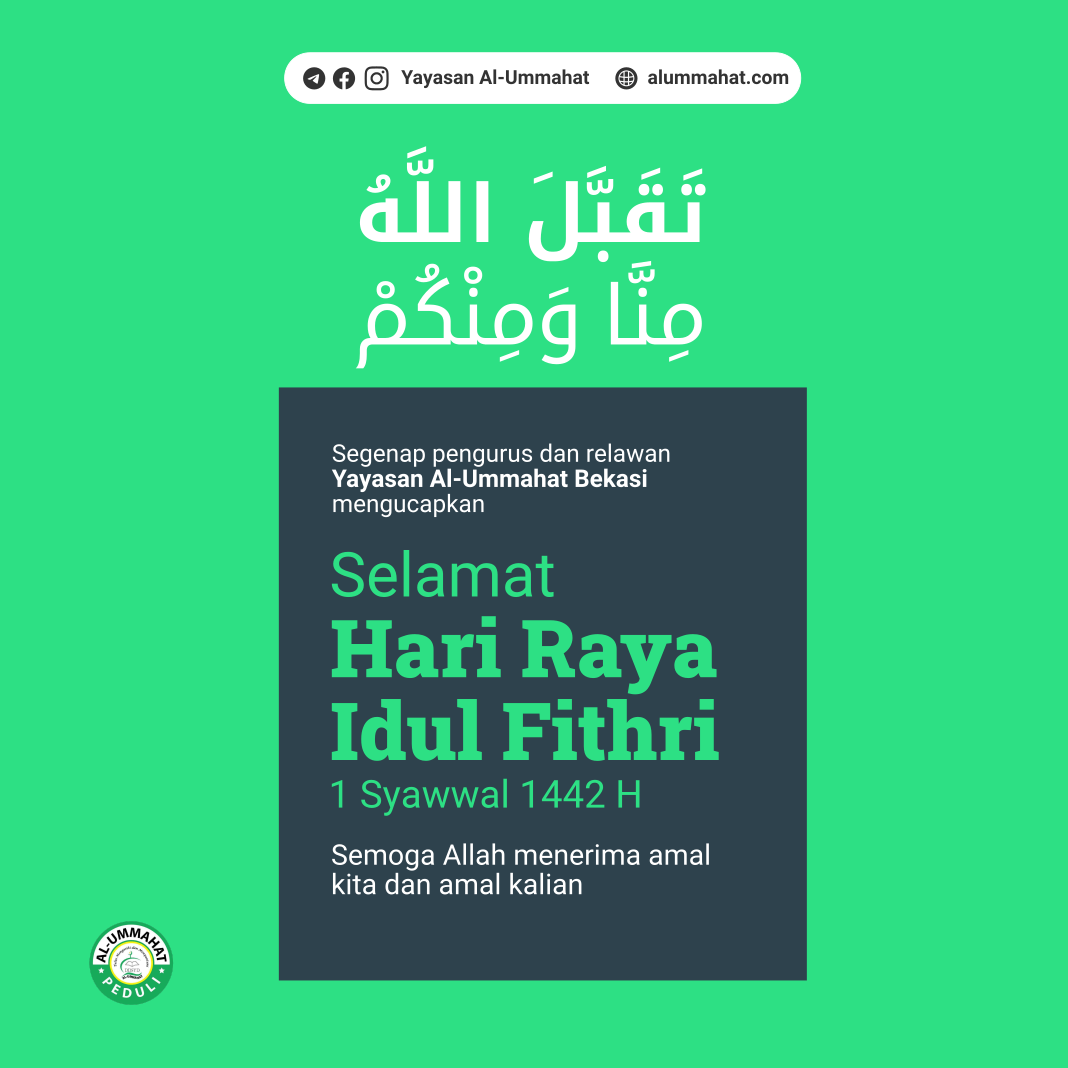 Yayasan Al-Ummahat alummahat.com
تَقَبَّلَ اللَّهُ
مِنَّا وَمِنْكُمْ
Segenap pengurus dan relawan
Yayasan Al-Ummahat Bekasi
mengucapkan
Selamat
Hari Raya
Idul Fithri
1 Syawwal 1442 H
Semoga Allah menerima amal
kita dan amal kalian
AL-UMMAHAT
PEDULI